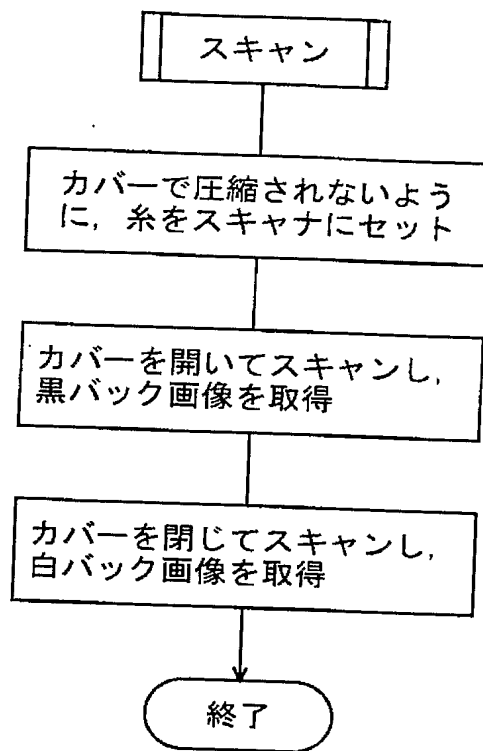 スキャン
カバーで圧縮されないよう
に，糸をスキャナにセット
カバーを開いてスキャンし，
黒バック画像を取得
カバーを閉じてスキャンし，
白バック画像を取得
終了